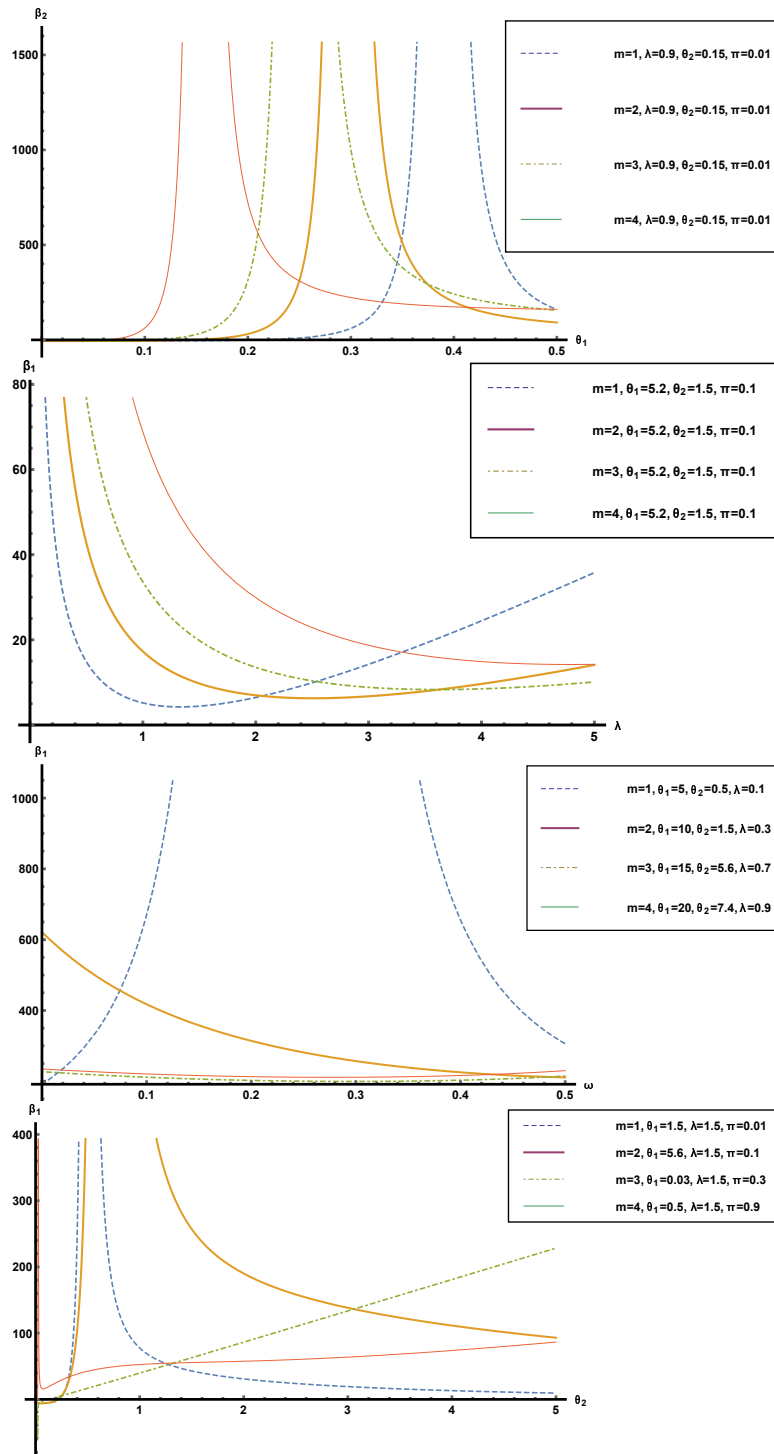 β2
1500
1000
500
0.1 0.2 0.3 0.4 0.5 θ1
m=1, λ=0.9, θ2=0.15, π=0.01
m=2, λ=0.9, θ2=0.15, π=0.01
m=3, λ=0.9, θ2=0.15, π=0.01
m=4, λ=0.9, θ2=0.15, π=0.01
β1
80
60
40
20
1 2 3 4 5 λ
m=1, θ1=5.2, θ2=1.5, π=0.1
m=2, θ1=5.2, θ2=1.5, π=0.1
m=3, θ1=5.2, θ2=1.5, π=0.1
m=4, θ1=5.2, θ2=1.5, π=0.1
β1
1000
800
600
400
0.1 0.2 0.3 0.4 0.5 ω
m=1, θ1=5, θ2=0.5, λ=0.1
m=2, θ1=10, θ2=1.5, λ=0.3
m=3, θ1=15, θ2=5.6, λ=0.7
m=4, θ1=20, θ2=7.4, λ=0.9
β1
400
300
200
100
1 2 3 4 5 θ2
m=1, θ1=1.5, λ=1.5, π=0.01
m=2, θ1=5.6, λ=1.5, π=0.1
m=3, θ1=0.03, λ=1.5, π=0.3
m=4, θ1=0.5, λ=1.5, π=0.9